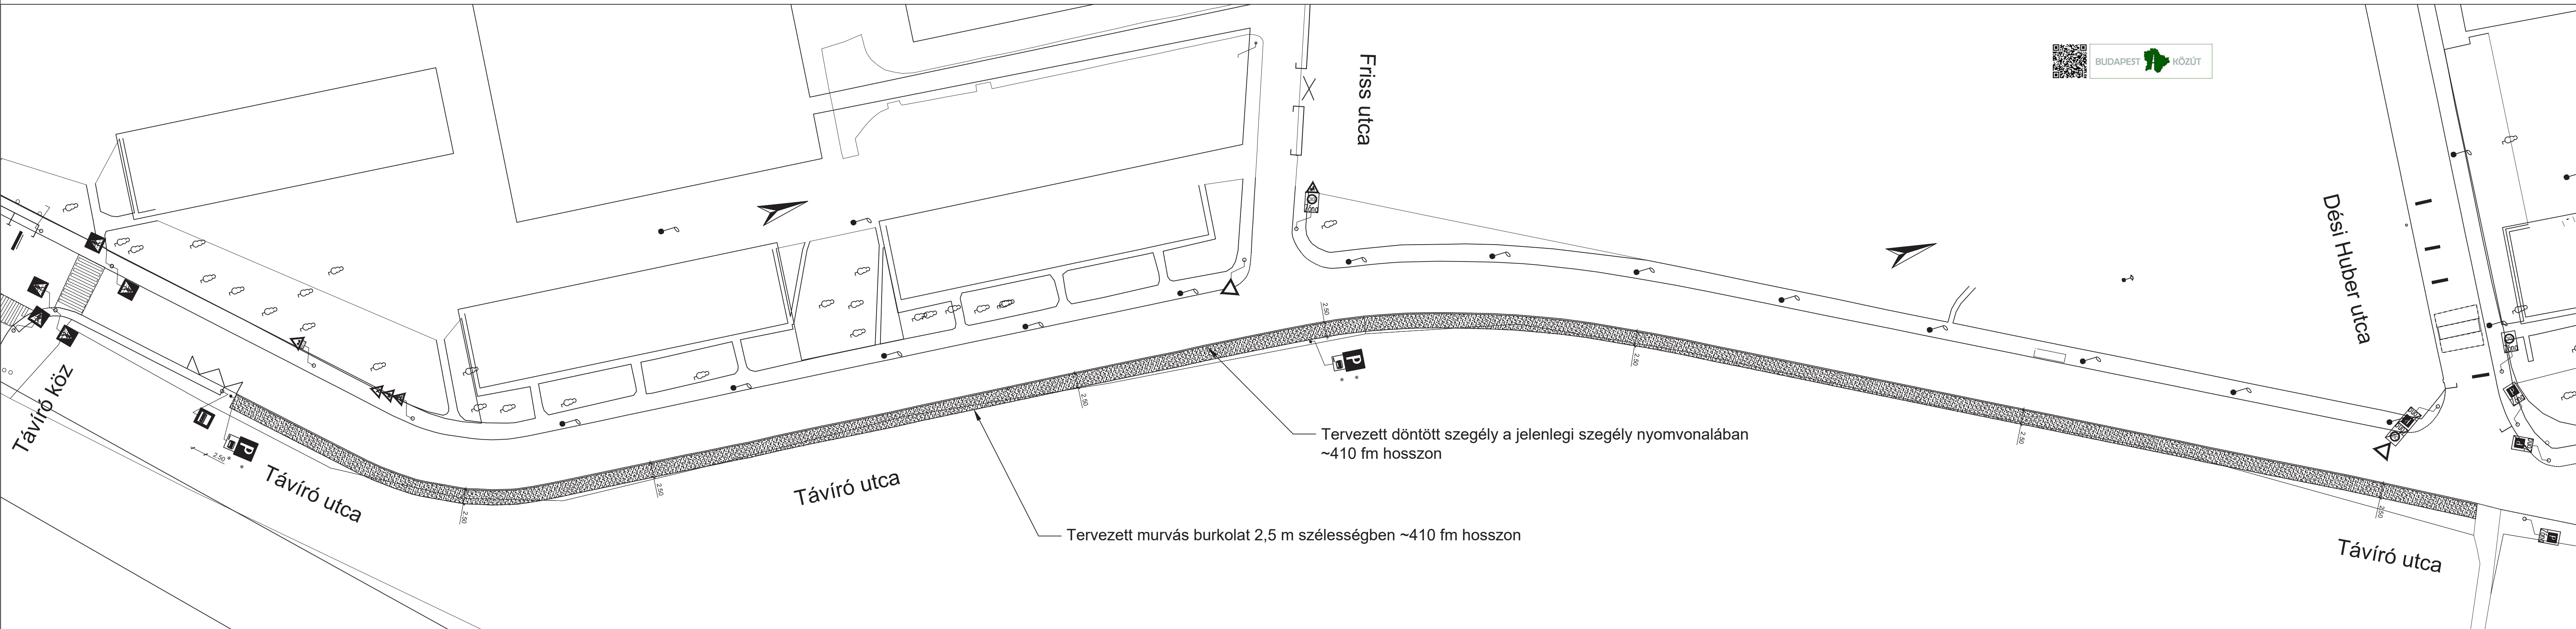 Friss utca
BUDAPEST KÖZÚT
Dési Huber utca
Távíró köz
P
2.50
Távíró utca
2.50
2.50
Távíró utca
2.50
2.50
P
Tervezett döntött szegély a jelenlegi szegély nyomvonalában
~410 fm hosszon
Tervezett murvás burkolat 2,5 m szélességben ~410 fm hosszon
2.50
2.50
2.50
Távíró utca
P